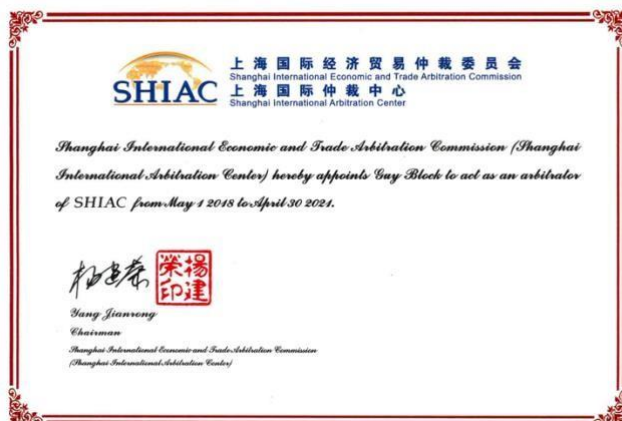 SHIAC
上海国际经济贸易仲裁委员会
Shanghai International Economic and Trade Arbitration Commission
上海国际仲裁中心
Shanghai International Arbitration Center
Shanghai International Economic and Trade Arbitration Commission (Shanghai
International Arbitration Center) hereby appoints Guy Block to act as an arbitrator
of SHIAC from May 1 2018 to April 30 2021.
杨建荣
榮楊
印建
Yang Jianrong
Chairman
Shanghai International Economic and Trade Arbitration Commission
(Shanghai International Arbitration Center)